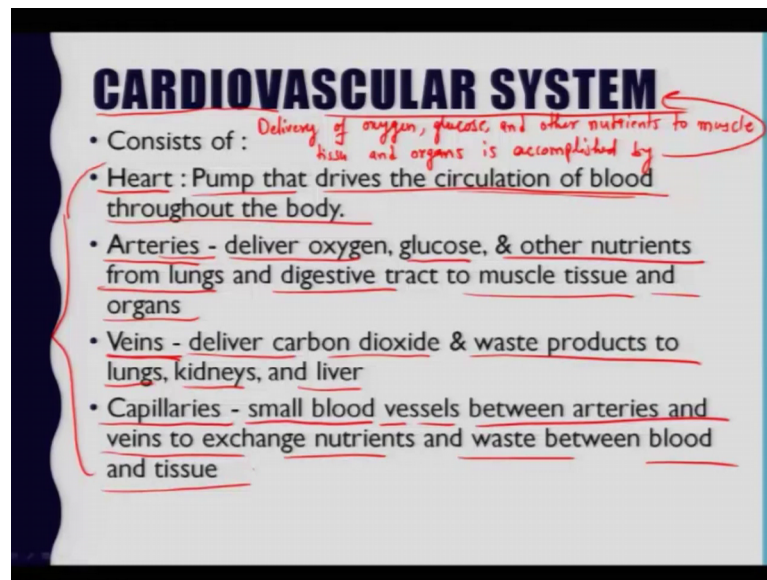 CARDIOVASCULAR SYSTEM
Delivery of oxygen, glucose, and other nutrients to muscle
• Consists of :
tissue and organs is accomplished by
• Heart : Pump that drives the circulation of blood
throughout the body.
• Arteries - deliver oxygen, glucose, & other nutrients
from lungs and digestive tract to muscle tissue and
organs
• Veins - deliver carbon dioxide & waste products to
lungs, kidneys, and liver
• Capillaries - small blood vessels between arteries and
veins to exchange nutrients and waste between blood
and tissue